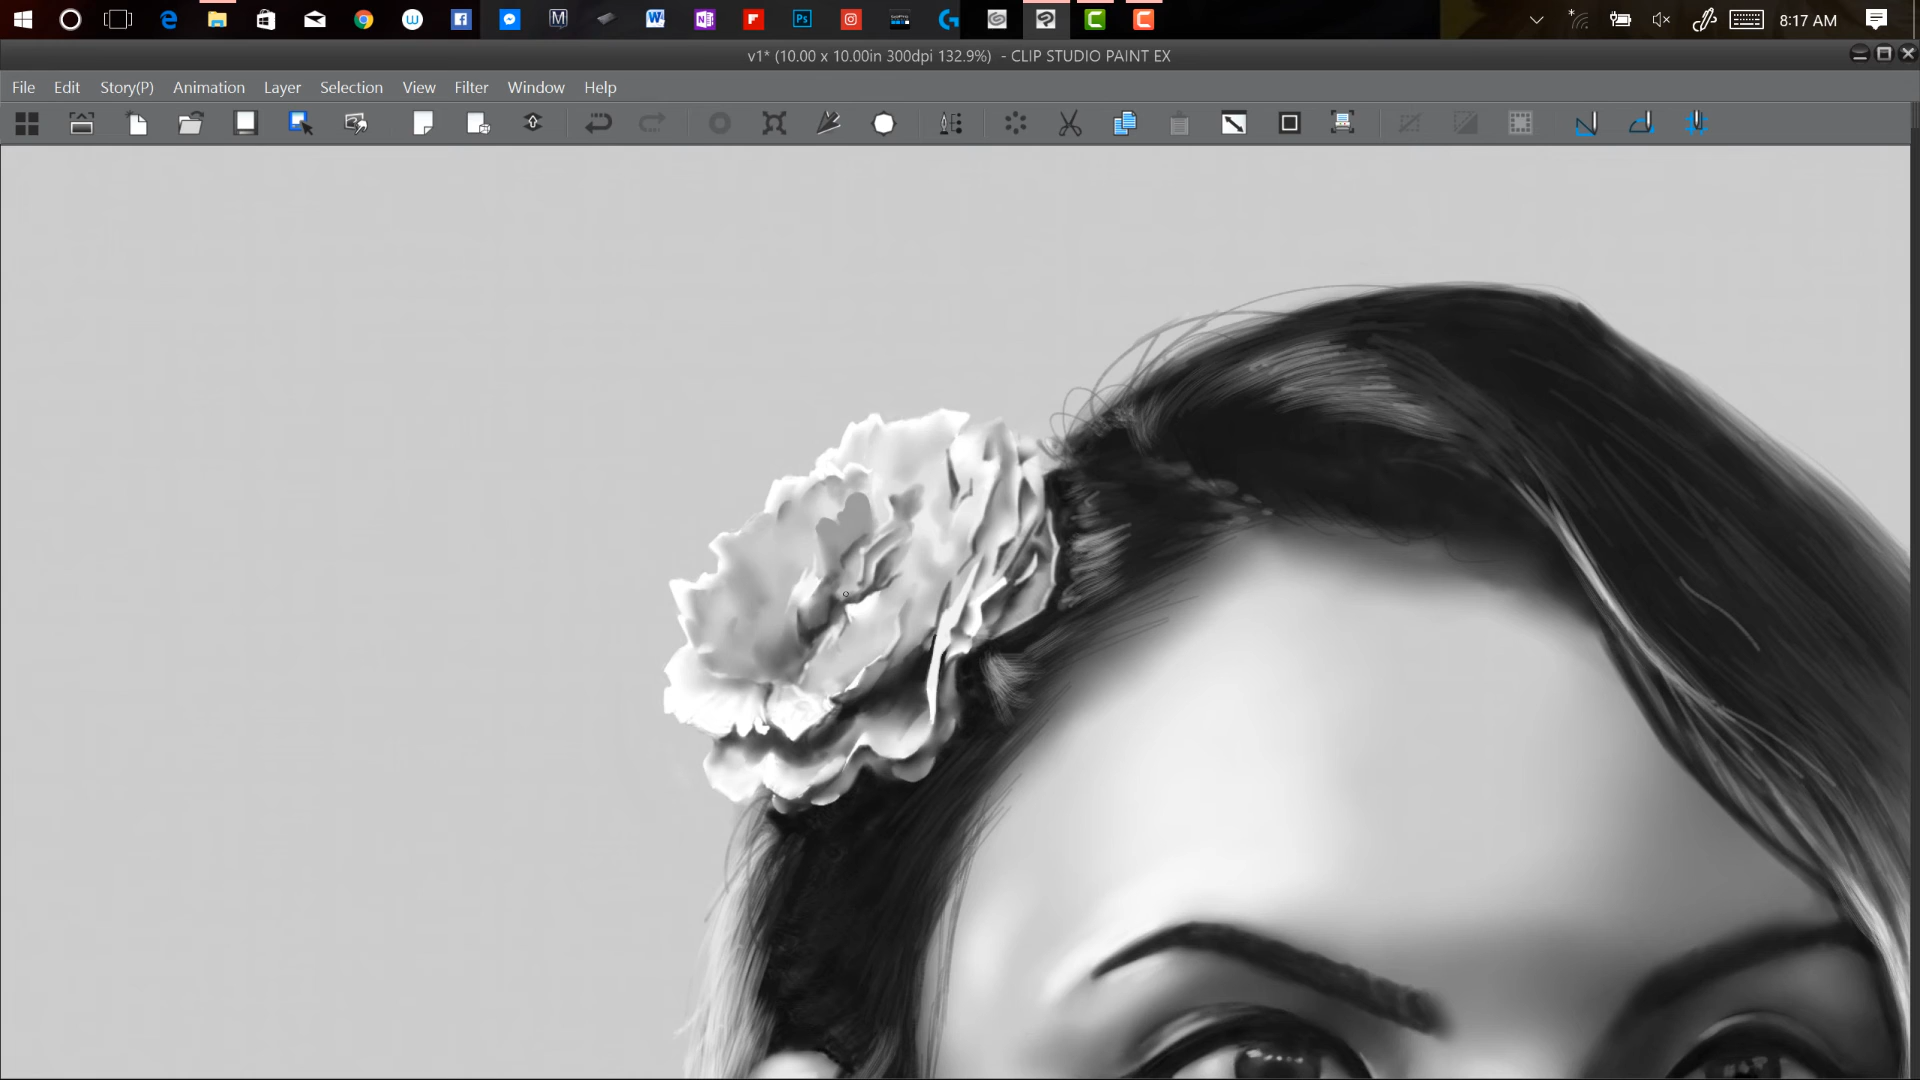 8:17 AM
v1* (10.00 x 10.00in 300dpi 132.9%) - CLIP STUDIO PAINT EX
File Edit Story(P) Animation Layer Selection View Filter Window Help